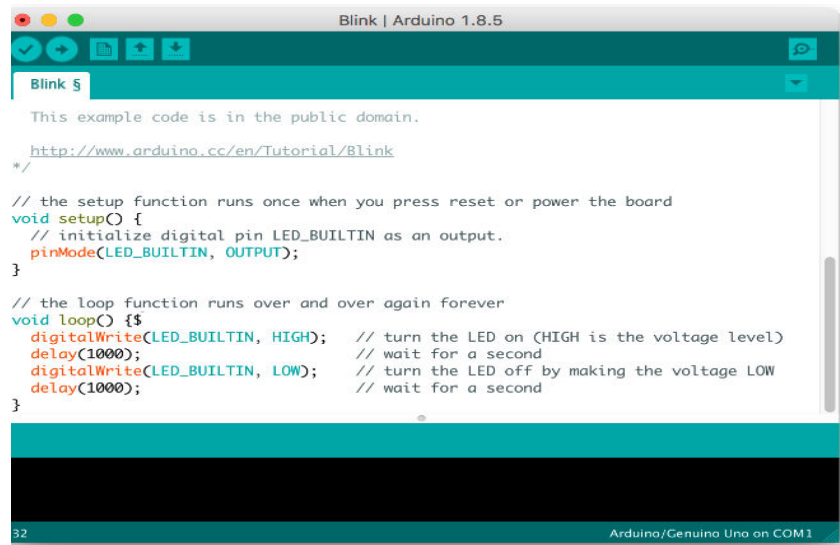 Blink | Arduino 1.8.5
Blink §
This example code is in the public domain.
http://www.arduino.cc/en/Tutorial/Blink
*/
// the setup function runs once when you press reset or power the board
void setup() {
// initialize digital pin LED_BUILTIN as an output.
pinMode(LED_BUILTIN, OUTPUT);
}
// the loop function runs over and over again forever
void loop() {$
digitalWrite(LED_BUILTIN, HIGH); // turn the LED on (HIGH is the voltage level)
delay(1000); // wait for a second
digitalWrite(LED_BUILTIN, LOW); // turn the LED off by making the voltage LOW
delay(1000); // wait for a second
}
32 Arduino/Genuino Uno on COM1